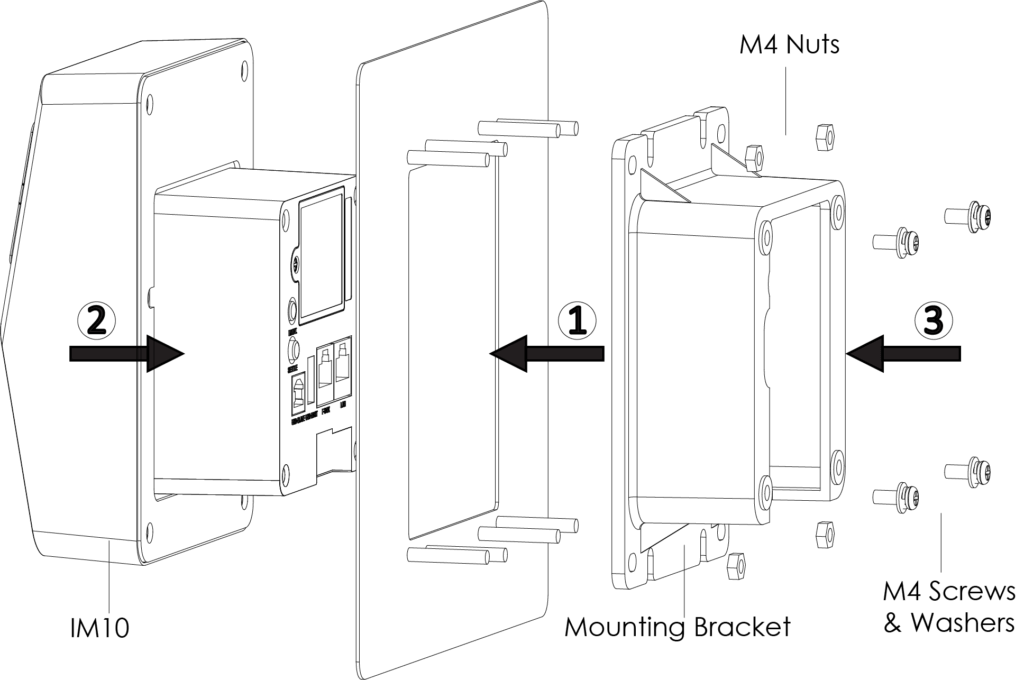 M4 Nuts
2
1
3
IM10
Mounting Bracket
M4 Screws
& Washers